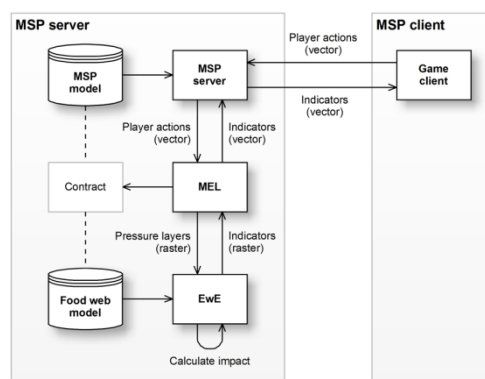 MSP server
MSP client
Player actions
(vector)
MSP
model
MSP
server
Game
client
Indicators
(vector)
Player actions
(vector)
Indicators
(vector)
Contract
MEL
Pressure layers
(raster)
Indicators
(raster)
Food web
model
EwE
Calculate impact